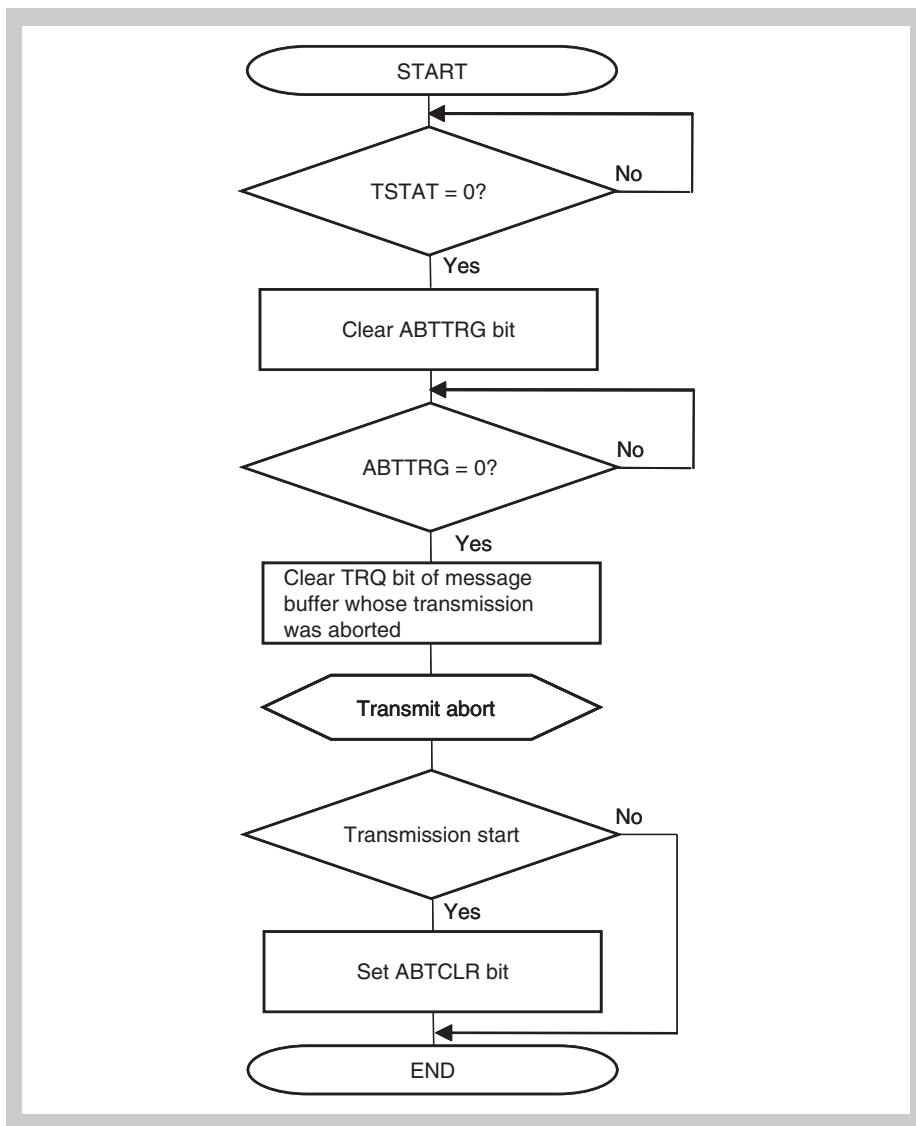 START
TSTAT = 0?
No
Yes
Clear ABTTRG bit
ABTTRG = 0?
No
Yes
Clear TRQ bit of message
buffer whose transmission
was aborted
Transmit abort
Transmission start
No
Yes
Set ABTCLR bit
END